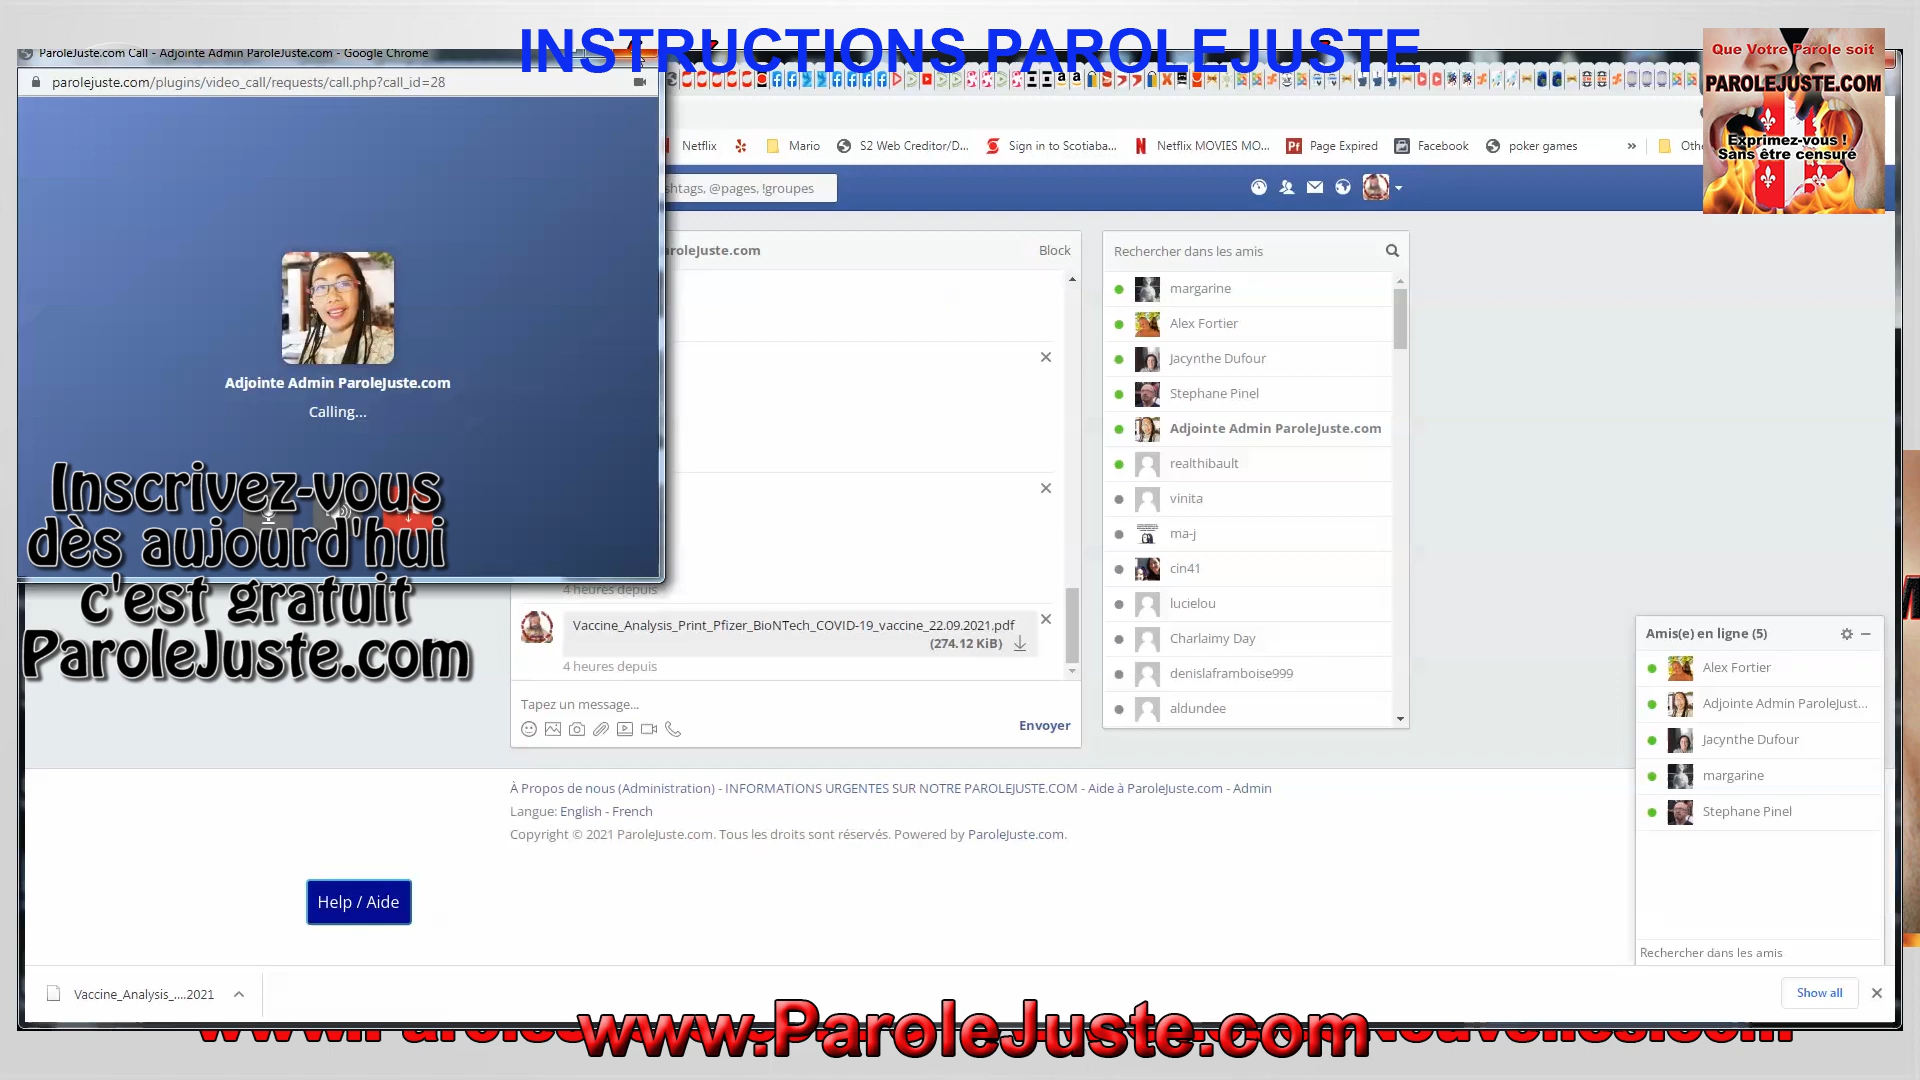 INSTRUCTIONS PAROLEJUSTE
ParoleJuste.com Call - Adjointe Admin ParoleJuste.com - Google Chrome
parolejuste.com/plugins/video_call/requests/call.php?call_id=28
Que Votre Parole soit
PAROLEJUSTE.COM
Exprimez-vous !
Sans être censuré
Netflix
Mario
S2 Web Creditor/D...
Sign in to Scotiaba...
Netflix MOVIES MO...
Page Expired
Facebook
poker games
»
shtags, @pages, !groupes
Adjointe Admin ParoleJuste.com
Calling...
Inscrivez-vous
dès aujourd'hui
c'est gratuit
ParoleJuste.com
aroleJuste.com
Block
4 heures depuis
Vaccine_Analysis_Print_Pfizer_BioNTech_COVID-19_vaccine_22.09.2021.pdf
(274.12 KiB)
4 heures depuis
Tapez un message...
Envoyer
Rechercher dans les amis
margarine
Alex Fortier
Jacynthe Dufour
Stephane Pinel
Adjointe Admin ParoleJuste.com
realthibault
vinita
ma-j
cin41
lucielou
Charlaimy Day
denislaframboise999
aldundee
Amis(e) en ligne (5)
Alex Fortier
Adjointe Admin ParoleJust...
Jacynthe Dufour
margarine
Stephane Pinel
Rechercher dans les amis
À Propos de nous (Administration) - INFORMATIONS URGENTES SUR NOTRE PAROLEJUSTE.COM - Aide à ParoleJuste.com - Admin
Langue: English - French
Copyright © 2021 ParoleJuste.com. Tous les droits sont réservés. Powered by ParoleJuste.com.
Help / Aide
Vaccine_Analysis_....2021
Show all
www.ParoleJuste.com